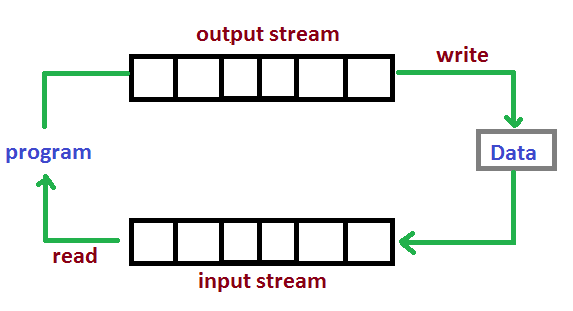 output stream
write
program
Data
read
input stream